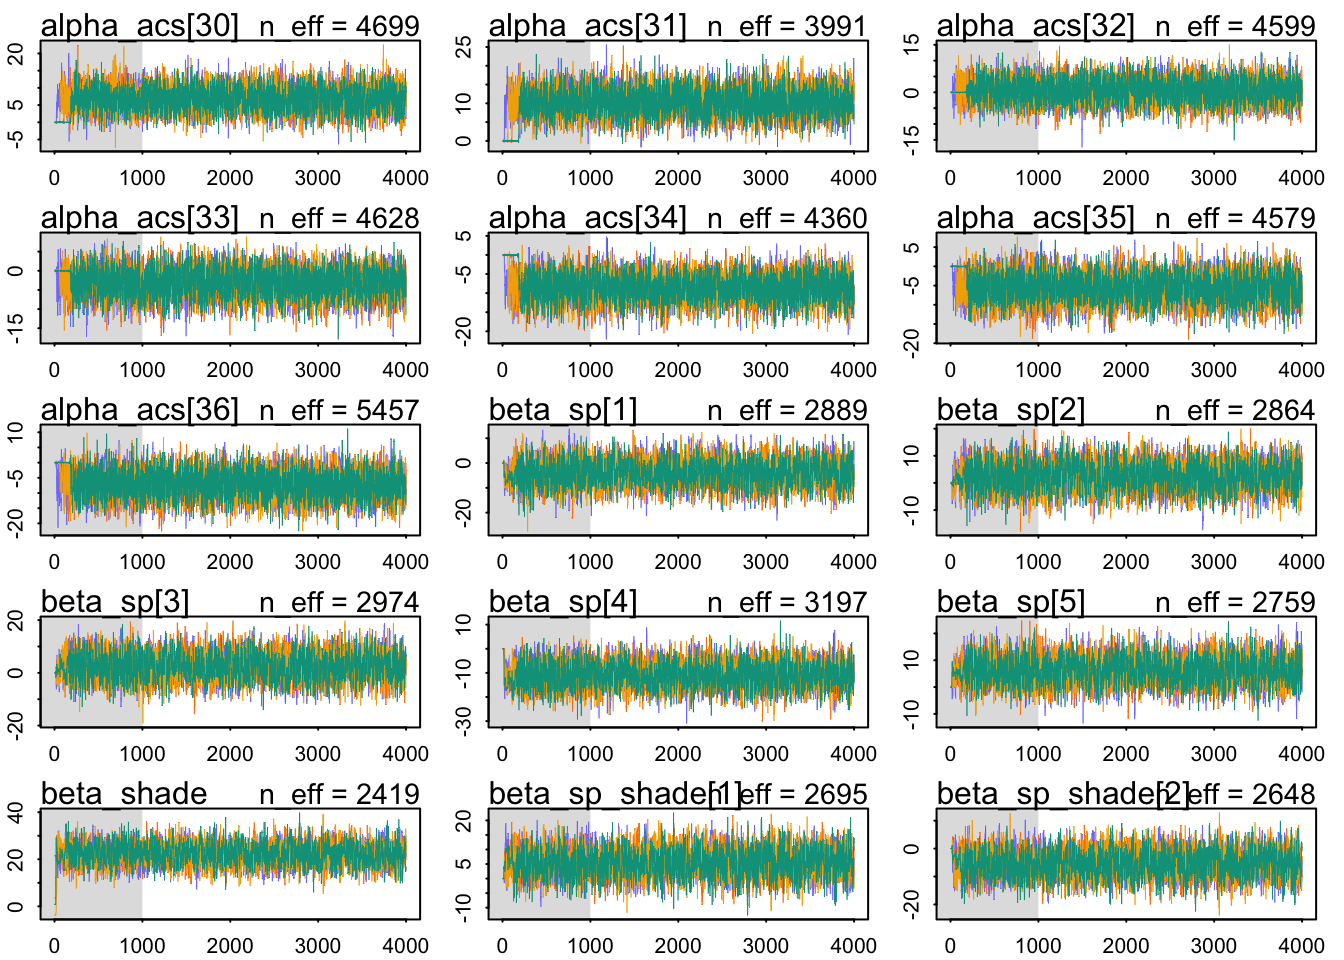 alpha_acs[30] n_eff = 4699 alpha_acs[31] n_eff = 3991 alpha_acs[32] n_eff = 4599
20 5 -5
25 10 0
15 0 -15
0 1000 2000 3000 4000 0 1000 2000 3000 4000 0 1000 2000 3000 4000
alpha_acs[33] n_eff = 4628 alpha_acs[34] n_eff = 4360 alpha_acs[35] n_eff = 4579
0 -15
5 -5 -20
5 -5 -20
0 1000 2000 3000 4000 0 1000 2000 3000 4000 0 1000 2000 3000 4000
alpha_acs[36] n_eff = 5457 beta_sp[1] n_eff = 2889 beta_sp[2] n_eff = 2864
10 -5 -20
0 -20
10 -10
0 1000 2000 3000 4000 0 1000 2000 3000 4000 0 1000 2000 3000 4000
beta_sp[3] n_eff = 2974 beta_sp[4] n_eff = 3197 beta_sp[5] n_eff = 2759
20 0 -20
10 -10 -30
10 -10
0 1000 2000 3000 4000 0 1000 2000 3000 4000 0 1000 2000 3000 4000
beta_shade n_eff = 2419 beta_sp_shade[1] n_eff = 2695 beta_sp_shade[2] n_eff = 2648
40 20 0
20 5 -10
0 -20
0 1000 2000 3000 4000 0 1000 2000 3000 4000 0 1000 2000 3000 4000